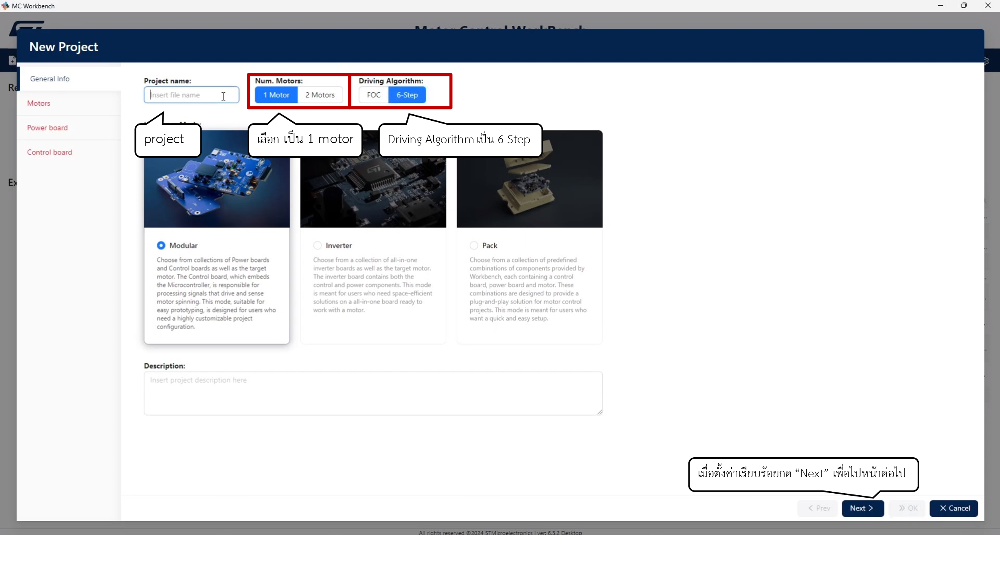 MC Workbench
Motor Control WorkBench
New Project
General Info
Motors
Power board
Control board
Project name:
Insert file name
Num. Motors:
1 Motor
2 Motors
Driving Algorithm:
FOC
6-Step
project
เลือก เป็น 1 motor
Driving Algorithm เป็น 6-Step
Modular
Choose from collections of Power boards
and Control boards as well as the target
motor. The Control board, which embeds
the Microcontroller, is responsible for
processing signals that drive and sense
motor spinning. This mode, suitable for
easy prototyping, is designed for users who
need a highly customizable project
configuration.
Inverter
Choose from a collection of all-in-one
inverter boards as well as the target motor.
The inverter board contains both the
control and power components. This mode
is meant for users who need space-efficient
solutions on a all-in-one board ready to
work with a motor.
Pack
Choose from a collection of predefined
combinations of components provided by
Workbench, each containing a control
board, power board and motor. These
combinations are designed to provide a
plug-and-play solution for motor control
projects. This mode is meant for users who
want a quick and easy setup.
Description:
Insert project description here
เมื่อตั้งค่าเรียบร้อยกด “Next” เพื่อไปหน้าต่อไป
Prev
Next
OK
Cancel
All rights reserved ©2024 STMicroelectronics | ver: 6.3.2 Desktop